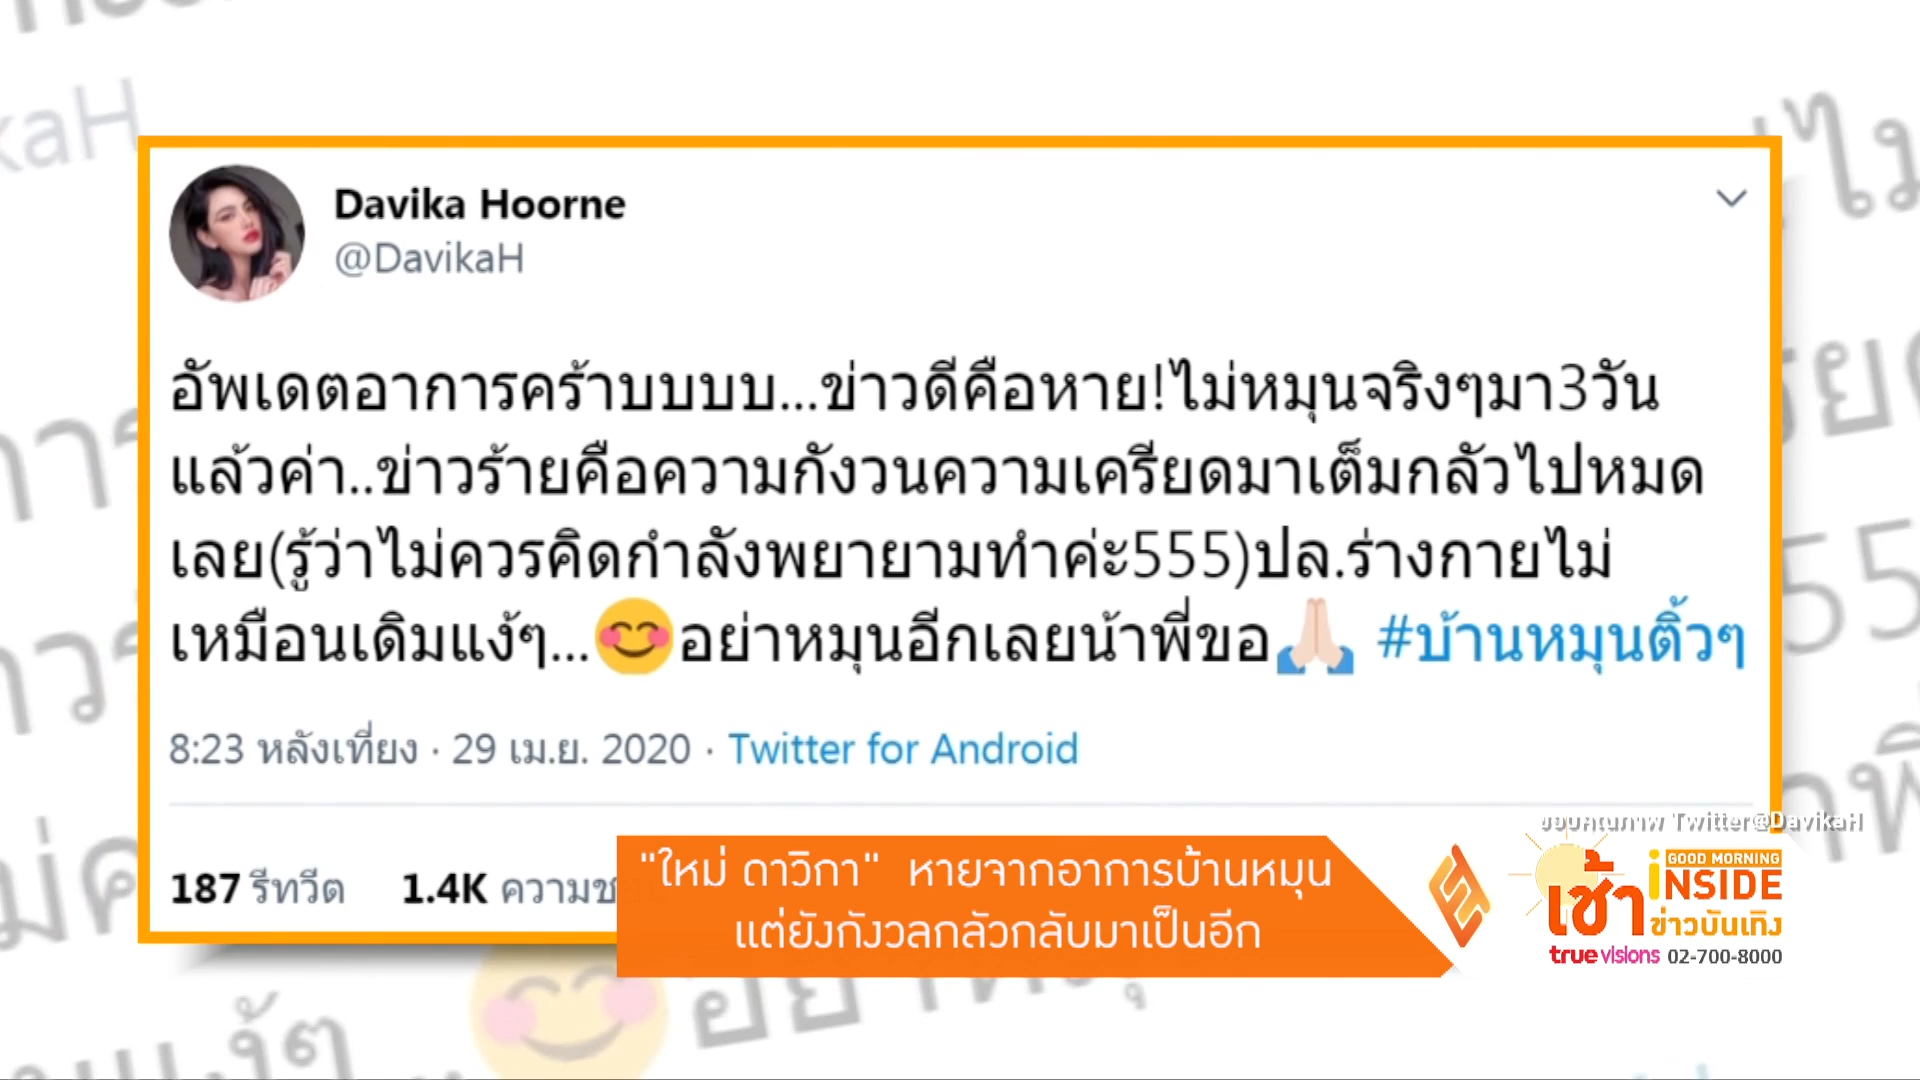 Davika Hoorne
@DavikaH
อัพเดตอาการคร้าบบบบ...ข่าวดีคือหาย!ไม่หมุนจริงๆมา3วัน
แล้วค่า..ข่าวร้ายคือความกังวนความเครียดมาเต็มกลัวไปหมด
เลย(รู้ว่าไม่ควรคิดกำลังพยายามทำค่ะ555)ปล.ร่างกายไม่
เหมือนเดิมแง้ๆ...😊อย่าหมุนอีกเลยน้าพี่ขอ🙏🏻 #บ้านหมุนติ้วๆ
8:23 หลังเที่ยง · 29 เม.ย. 2020 · Twitter for Android
187 รีทวีต 1.4K
ขอบคุณภาพ Twitter@DavikaH
"ใหม่ ดาวิกา" หายจากอาการบ้านหมุน
แต่ยังกังวลกลัวกลับมาเป็นอีก
GOOD MORNING
เช้า iNSIDE
ข่าวบันเทิง
truevisions 02-700-8000